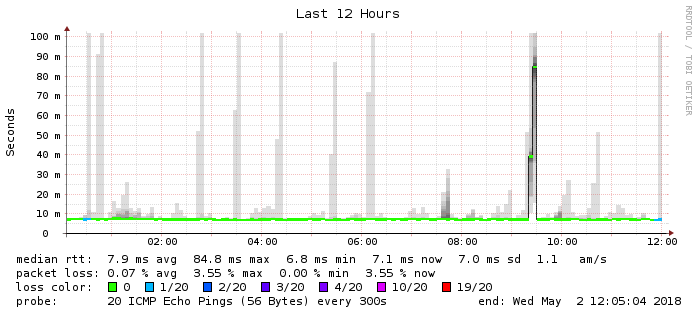 Last 12 Hours
RRDTOOL / TOBI OETIKER
Seconds
100 m
90 m
80 m
70 m
60 m
50 m
40 m
30 m
20 m
10 m
0
02:00 04:00 06:00 08:00 10:00 12:00
median rtt: 7.9 ms avg 84.8 ms max 6.8 ms min 7.1 ms now 7.0 ms sd 1.1 am/s
packet loss: 0.07 % avg 3.55 % max 0.00 % min 3.55 % now
loss color: 0 1/20 2/20 3/20 4/20 10/20 19/20
probe: 20 ICMP Echo Pings (56 Bytes) every 300s end: Wed May 2 12:05:04 2018